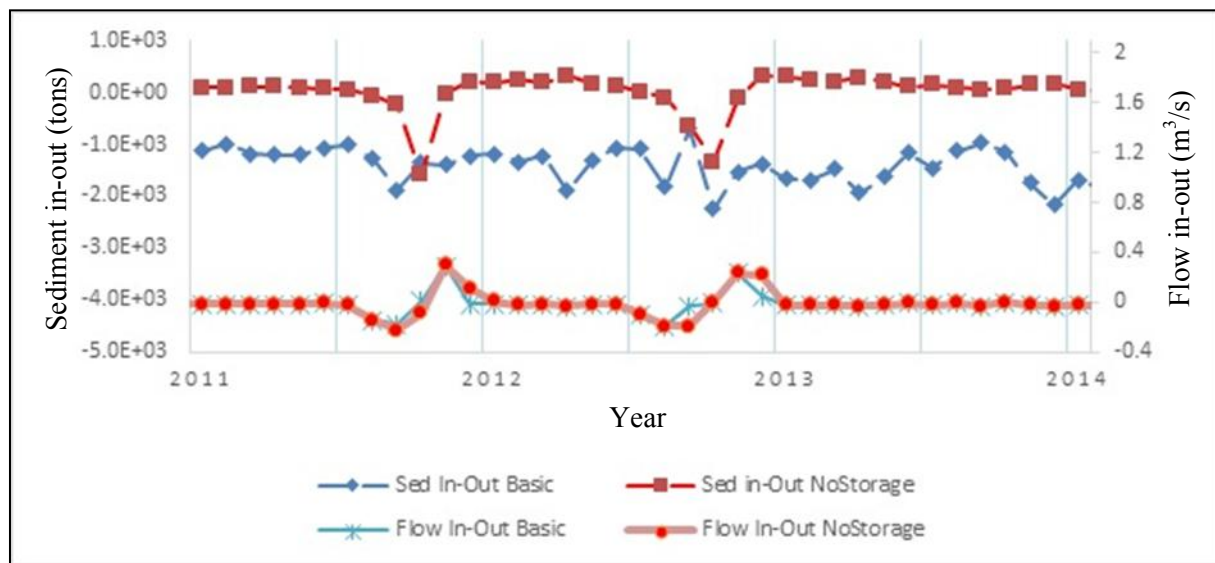 1.0E+03
0.0E+00
-1.0E+03
-2.0E+03
-3.0E+03
-4.0E+03
-5.0E+03
Sediment in-out (tons)
2
1.6
1.2
0.8
0.4
0
-0.4
Flow in-out (m³/s)
2011 2012 2013 2014
Year
Sed In-Out Basic Sed in-Out NoStorage
Flow In-Out Basic Flow In-Out NoStorage